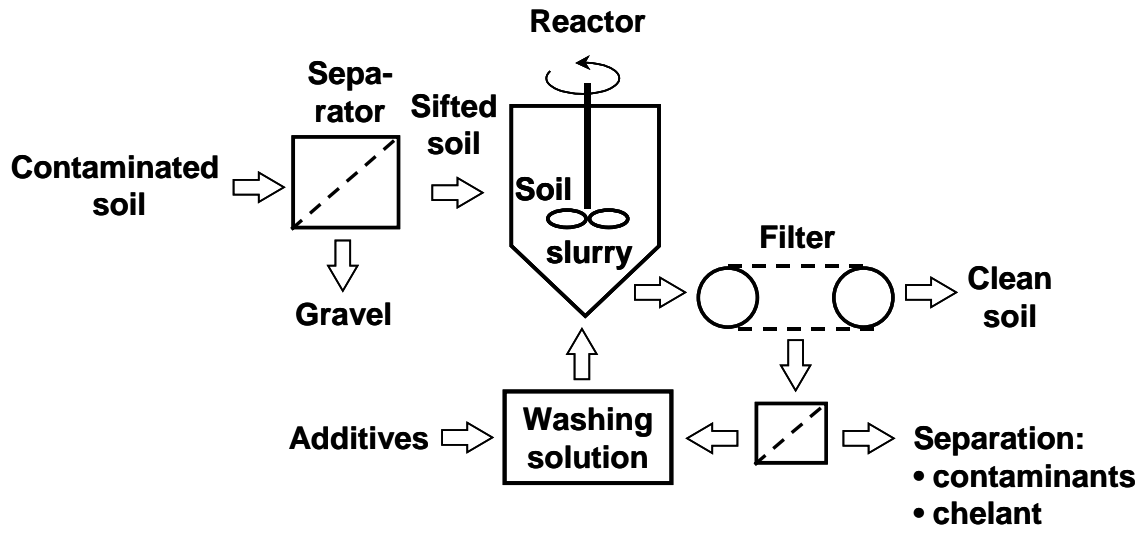 Reactor
Sepa-
rator
Sifted
soil
Contaminated
soil
Soil
slurry
Gravel
Filter
Clean
soil
Additives
Washing
solution
Separation:
• contaminants
• chelant